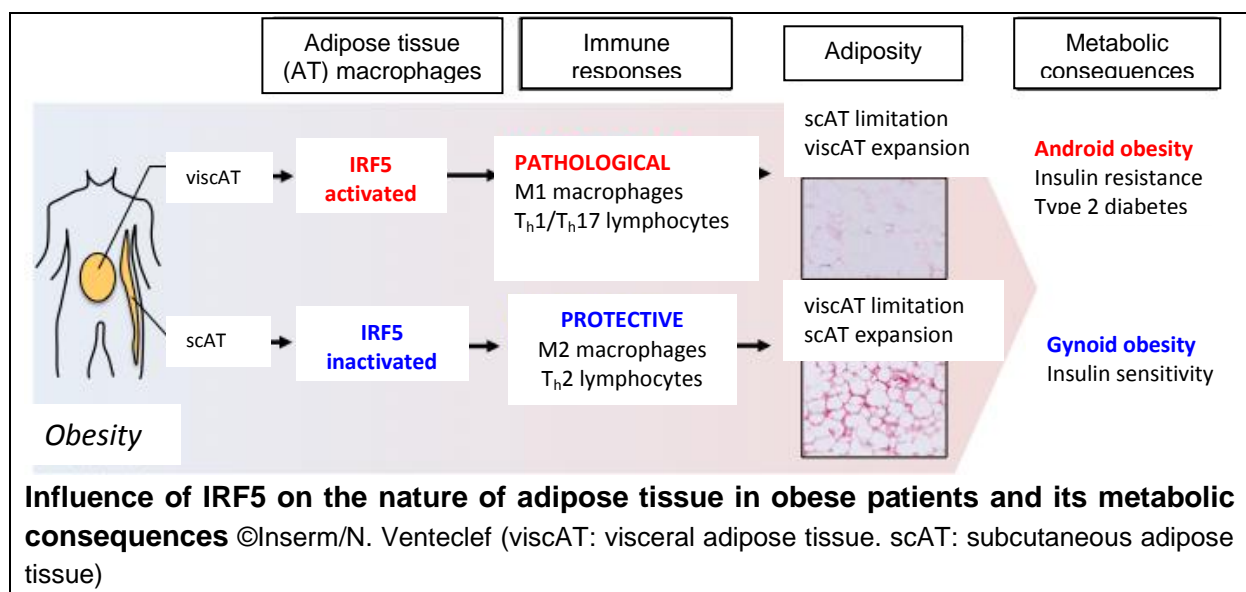 Adipose tissue
(AT) macrophages
Immune
responses
Adiposity
Metabolic
consequences
viscAT
IRF5
activated
PATHOLOGICAL
M1 macrophages
Th1/Th17 lymphocytes
scAT limitation
viscAT expansion
Android obesity
Insulin resistance
Type 2 diabetes
scAT
IRF5
inactivated
PROTECTIVE
M2 macrophages
Th2 lymphocytes
viscAT limitation
scAT expansion
Gynoid obesity
Insulin sensitivity
Obesity
Influence of IRF5 on the nature of adipose tissue in obese patients and its metabolic
consequences ©Inserm/N. Venteclef (viscAT: visceral adipose tissue. scAT: subcutaneous adipose
tissue)